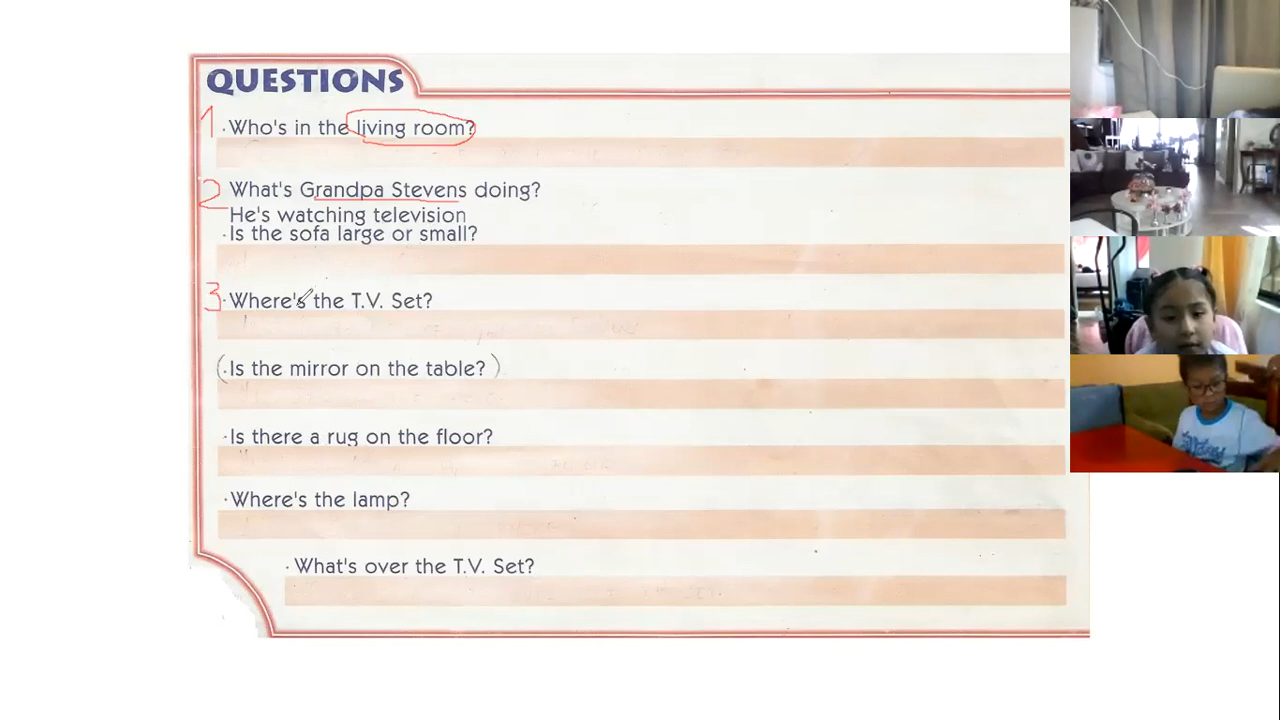 QUESTIONS
1 · Who's in the living room?
2 What's Grandpa Stevens doing?
He's watching television
· Is the sofa large or small?
3 · Where's the T.V. Set?
(· Is the mirror on the table? )
· Is there a rug on the floor?
· Where's the lamp?
· What's over the T.V. Set?